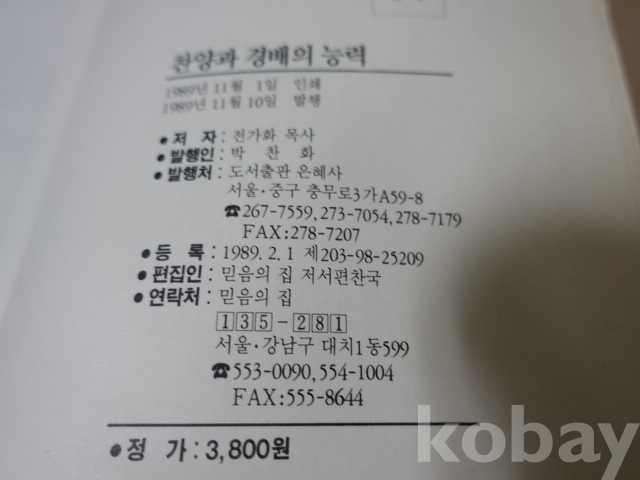 찬양과 경배의 능력
1989년 11월 1일 인쇄
1989년 11월 10일 발행
● 저 자 : 전가화 목사
● 발행인 : 박 찬 화
● 발행처 : 도서출판 은혜사
서울·중구 충무로3가A59-8
☎267-7559,273-7054,278-7179
FAX:278-7207
● 등 록 : 1989. 2. 1 제203-98-25209
● 편집인 : 믿음의 집 저서편찬국
● 연락처 : 믿음의 집
135-281
서울·강남구 대치1동599
☎553-0090,554-1004
FAX:555-8644
● 정 가 : 3,800원
kobay